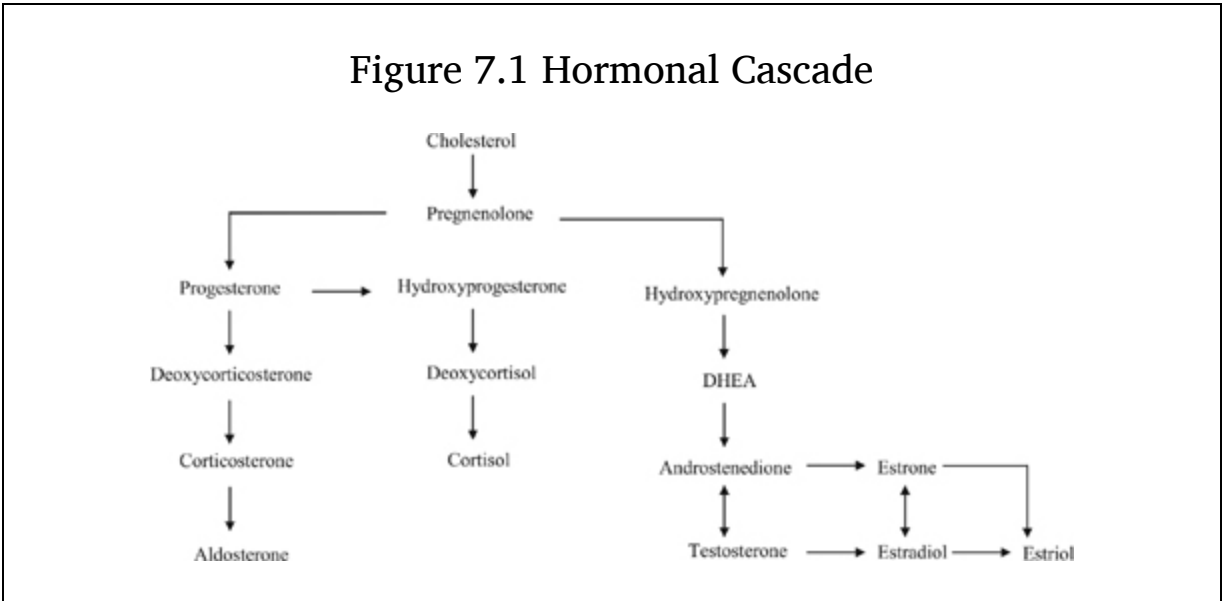 Figure 7.1 Hormonal Cascade
Cholesterol
Pregnenolone
Progesterone
Hydroxyprogesterone
Hydroxypregnenolone
Deoxycorticosterone
Deoxycortisol
DHEA
Corticosterone
Cortisol
Androstenedione
Estrone
Aldosterone
Testosterone
Estradiol
Estriol